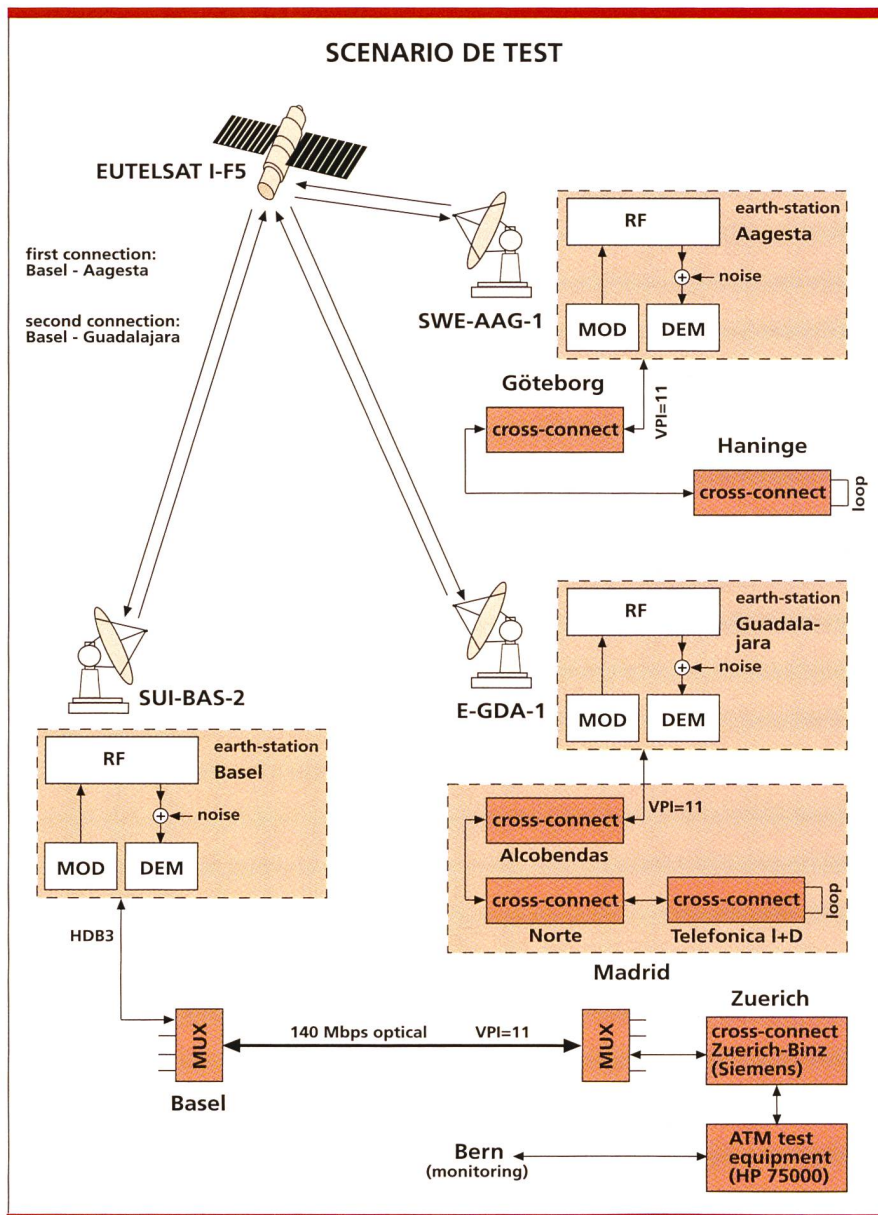 SCENARIO DE TEST
EUTELSAT I-F5
first connection:
Basel - Aagesta
second connection:
Basel - Guadalajara
SWE-AAG-1
earth-station
Aagesta
RF
noise
MOD
DEM
VPI=11
Göteborg
cross-connect
Haninge
cross-connect
loop
SUI-BAS-2
earth-station
Basel
RF
noise
MOD
DEM
HDB3
E-GDA-1
earth-station
Guadala-
jara
RF
noise
MOD
DEM
VPI=11
cross-connect
Alcobendas
cross-connect
Norte
cross-connect
Telefonica I+D
loop
Madrid
MUX
Basel
140 Mbps optical VPI=11
MUX
Zuerich
cross-connect
Zuerich-Binz
(Siemens)
ATM test
equipment
(HP 75000)
Bern
(monitoring)